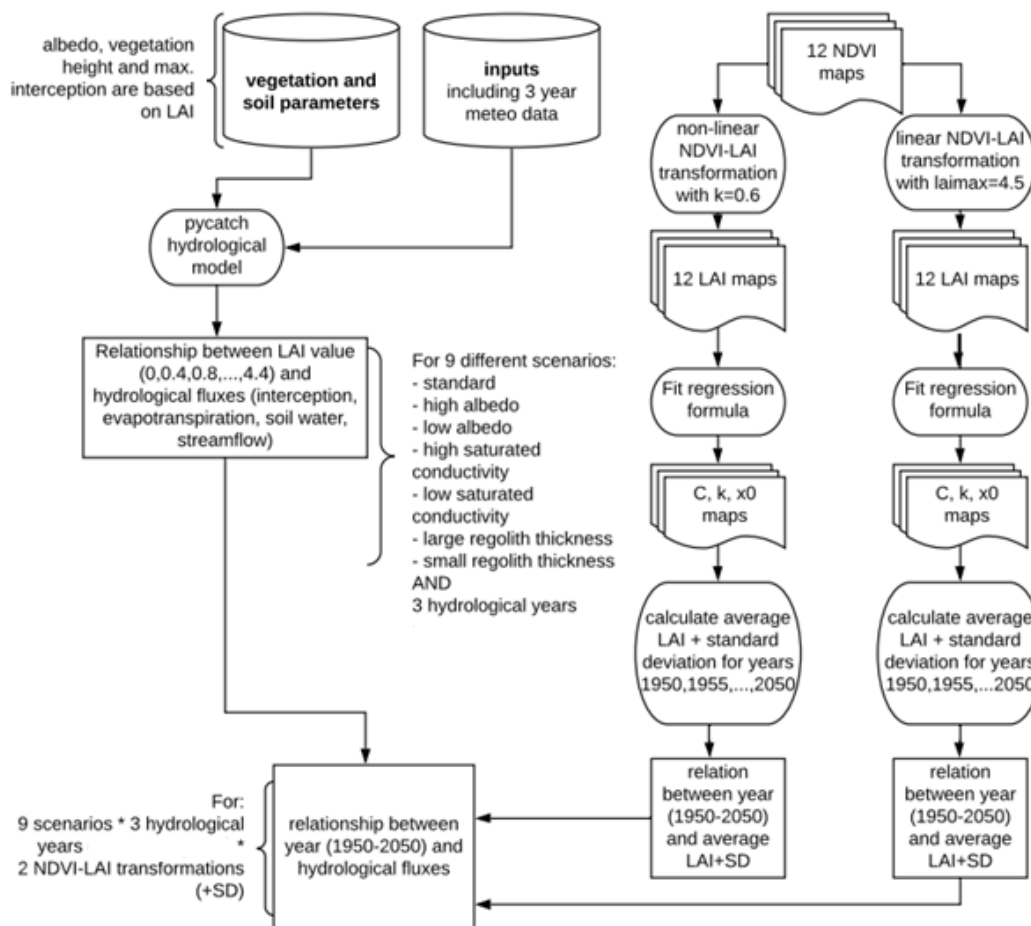 albedo, vegetation
height and max.
interception are based
on LAI
vegetation and
soil parameters
inputs
including 3 year
meteo data
12 NDVI
maps
non-linear
NDVI-LAI
transformation
with k=0.6
linear NDVI-LAI
transformation
with laimax=4.5
pycatch
hydrological
model
12 LAI maps
12 LAI maps
Relationship between LAI value
(0,0.4,0.8,...,4.4) and
hydrological fluxes (interception,
evapotranspiration, soil water,
streamflow)
For 9 different scenarios:
- standard
- high albedo
- low albedo
- high saturated
conductivity
- low saturated
conductivity
- large regolith thickness
- small regolith thickness
AND
3 hydrological years
Fit regression
formula
Fit regression
formula
C, k, x0
maps
C, k, x0
maps
calculate average
LAI + standard
deviation for years
1950,1955,...,2050
calculate average
LAI + standard
deviation for years
1950,1955,...2050
For:
9 scenarios * 3 hydrological
years *
2 NDVI-LAI transformations
(+SD)
relationship between
year (1950-2050) and
hydrological fluxes
relation
between year
(1950-2050)
and average
LAI+SD
relation
between year
(1950-2050)
and average
LAI+SD